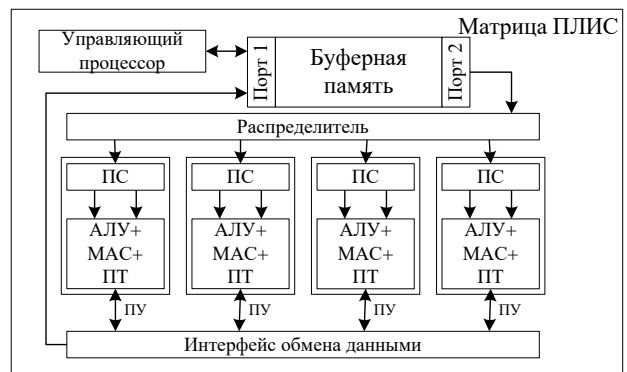 Матрица ПЛИС
Управляющий
процессор
Порт 1
Буферная
память
Порт 2
Распределитель
ПС
ПС
ПС
ПС
АЛУ+
МАС+
ПТ
АЛУ+
МАС+
ПТ
АЛУ+
МАС+
ПТ
АЛУ+
МАС+
ПТ
ПУ
ПУ
ПУ
ПУ
Интерфейс обмена данными